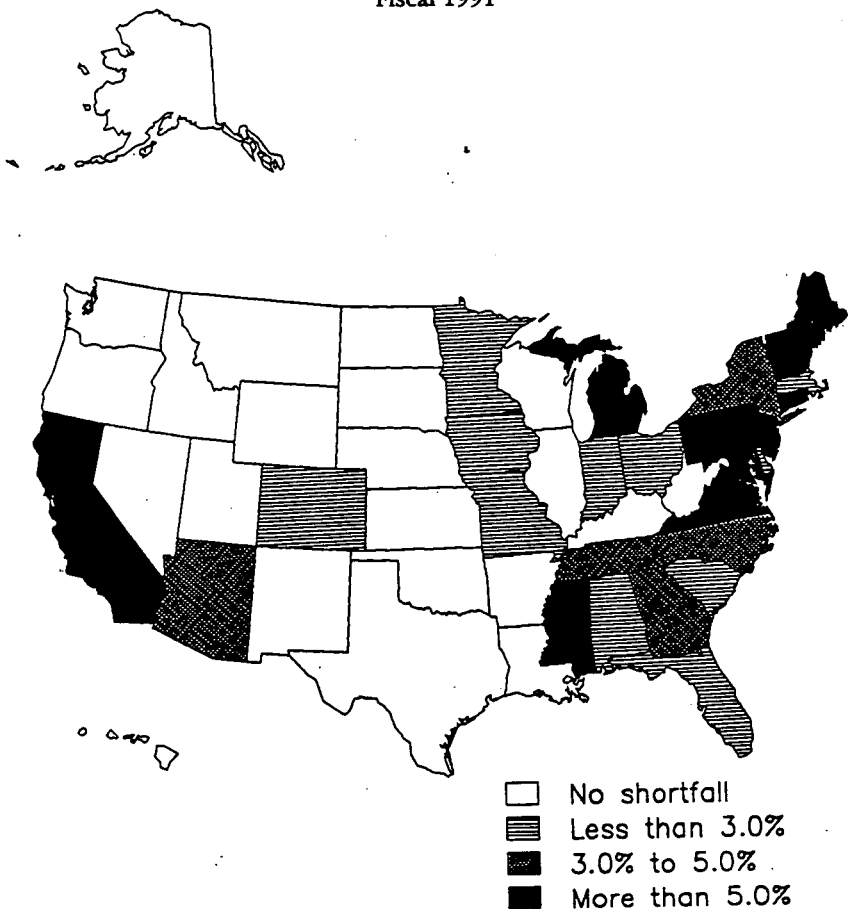 Fiscal 1991
No shortfall
Less than 3.0%
3.0% to 5.0%
More than 5.0%